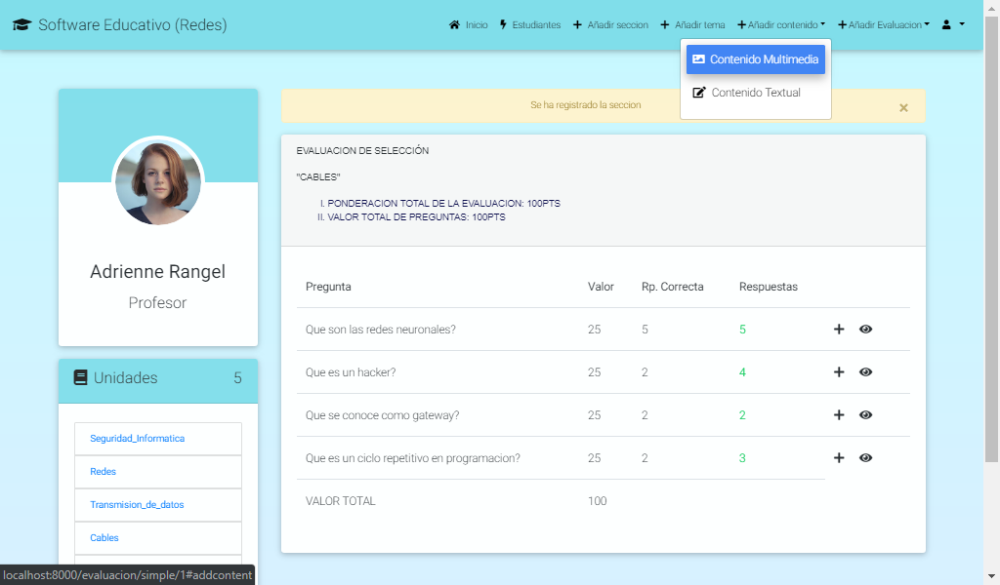 Software Educativo (Redes)
Inicio
Estudiantes
Añadir seccion
Añadir tema
Añadir contenido
Añadir Evaluacion
Contenido Multimedia
Contenido Textual
Se ha registrado la seccion
×
Adrienne Rangel
Profesor
Unidades 5
Seguridad_Informatica
Redes
Transmision_de_datos
Cables
EVALUACION DE SELECCIÓN
"CABLES"
I. PONDERACION TOTAL DE LA EVALUACION: 100PTS
II. VALOR TOTAL DE PREGUNTAS: 100PTS
Pregunta Valor Rp. Correcta Respuestas
Que son las redes neuronales? 25 5 5
Que es un hacker? 25 2 4
Que se conoce como gateway? 25 2 2
Que es un ciclo repetitivo en programacion? 25 2 3
VALOR TOTAL 100
localhost:8000/evaluacion/simple/1#addcontent